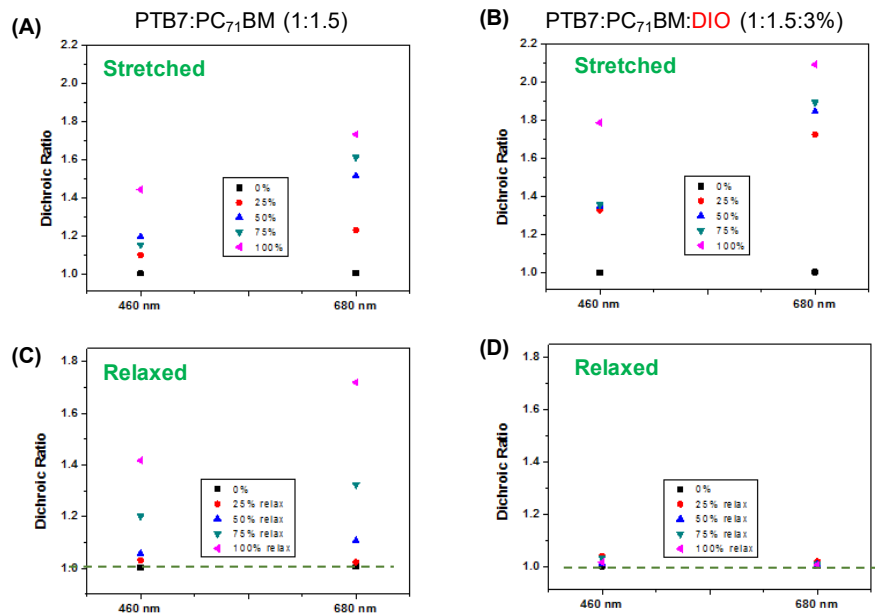 (A)
PTB7:PC₇₁BM (1:1.5)
Stretched
Dichroic Ratio
2.2
2.0
1.8
1.6
1.4
1.2
1.0
0%
25%
50%
75%
100%
460 nm
680 nm
(B)
PTB7:PC₇₁BM:DIO (1:1.5:3%)
Stretched
Dichroic Ratio
2.2
2.0
1.8
1.6
1.4
1.2
1.0
0%
25%
50%
75%
100%
460 nm
680 nm
(C)
Relaxed
Dichroic Ratio
1.8
1.6
1.4
1.2
1.0
0%
25% relax
50% relax
75% relax
100% relax
460 nm
680 nm
(D)
Relaxed
Dichroic Ratio
1.8
1.6
1.4
1.2
1.0
0%
25% relax
50% relax
75% relax
100% relax
460 nm
680 nm